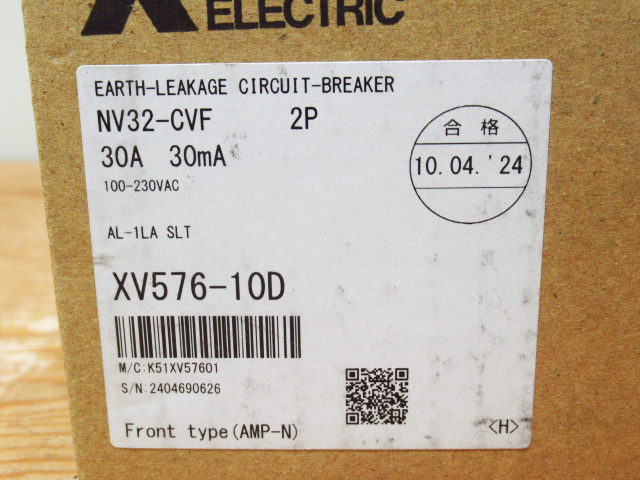 ELECTRIC
EARTH-LEAKAGE CIRCUIT-BREAKER
NV32-CVF 2P
30A 30mA
100-230VAC
合格
10.04.'24
AL-1LA SLT
XV576-10D
M/C:K51XV57601
S/N:2404690626
Front type(AMP-N)
<H>